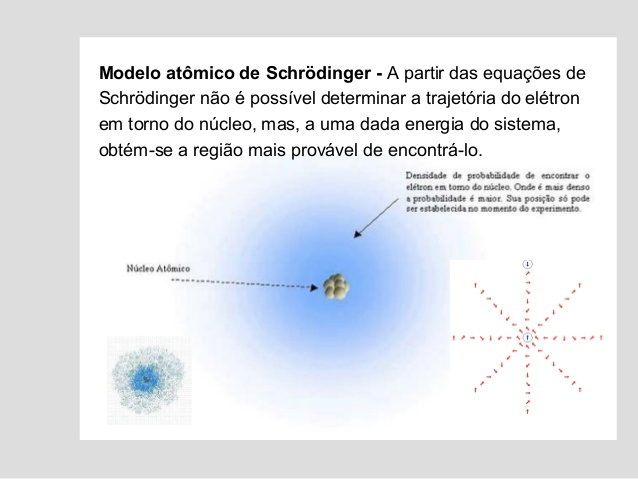 Modelo atômico de Schrödinger - A partir das equações de
Schrödinger não é possível determinar a trajetória do elétron
em torno do núcleo, mas, a uma dada energia do sistema,
obtém-se a região mais provável de encontrá-lo.
Densidade de probabilidade de encontrar o
elétron em torno do núcleo. Onde é mais denso
a probabilidade é maior. Sua posição só pode
ser estabelecida no momento do experimento.
Núcleo Atômico